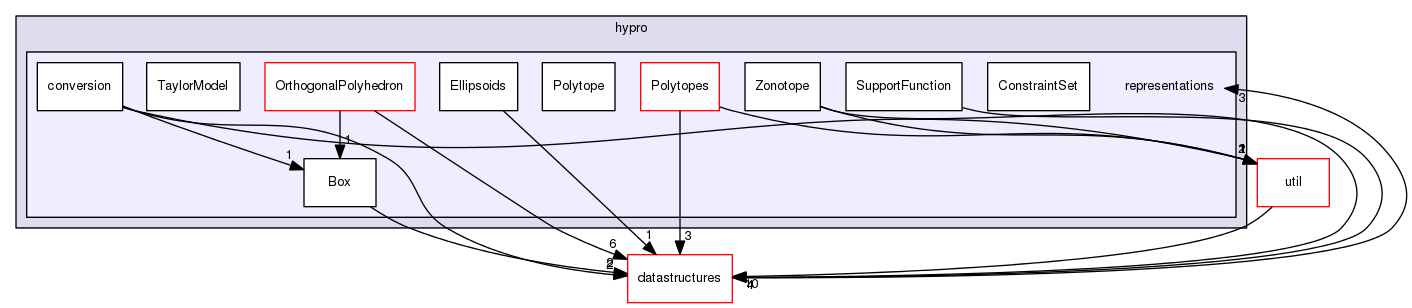 hypro
conversion
TaylorModel
OrthogonalPolyhedron
Ellipsoids
Polytope
Polytopes
Zonotope
SupportFunction
ConstraintSet
representations
3
1
1
Box
util
6
1
3
datastructures